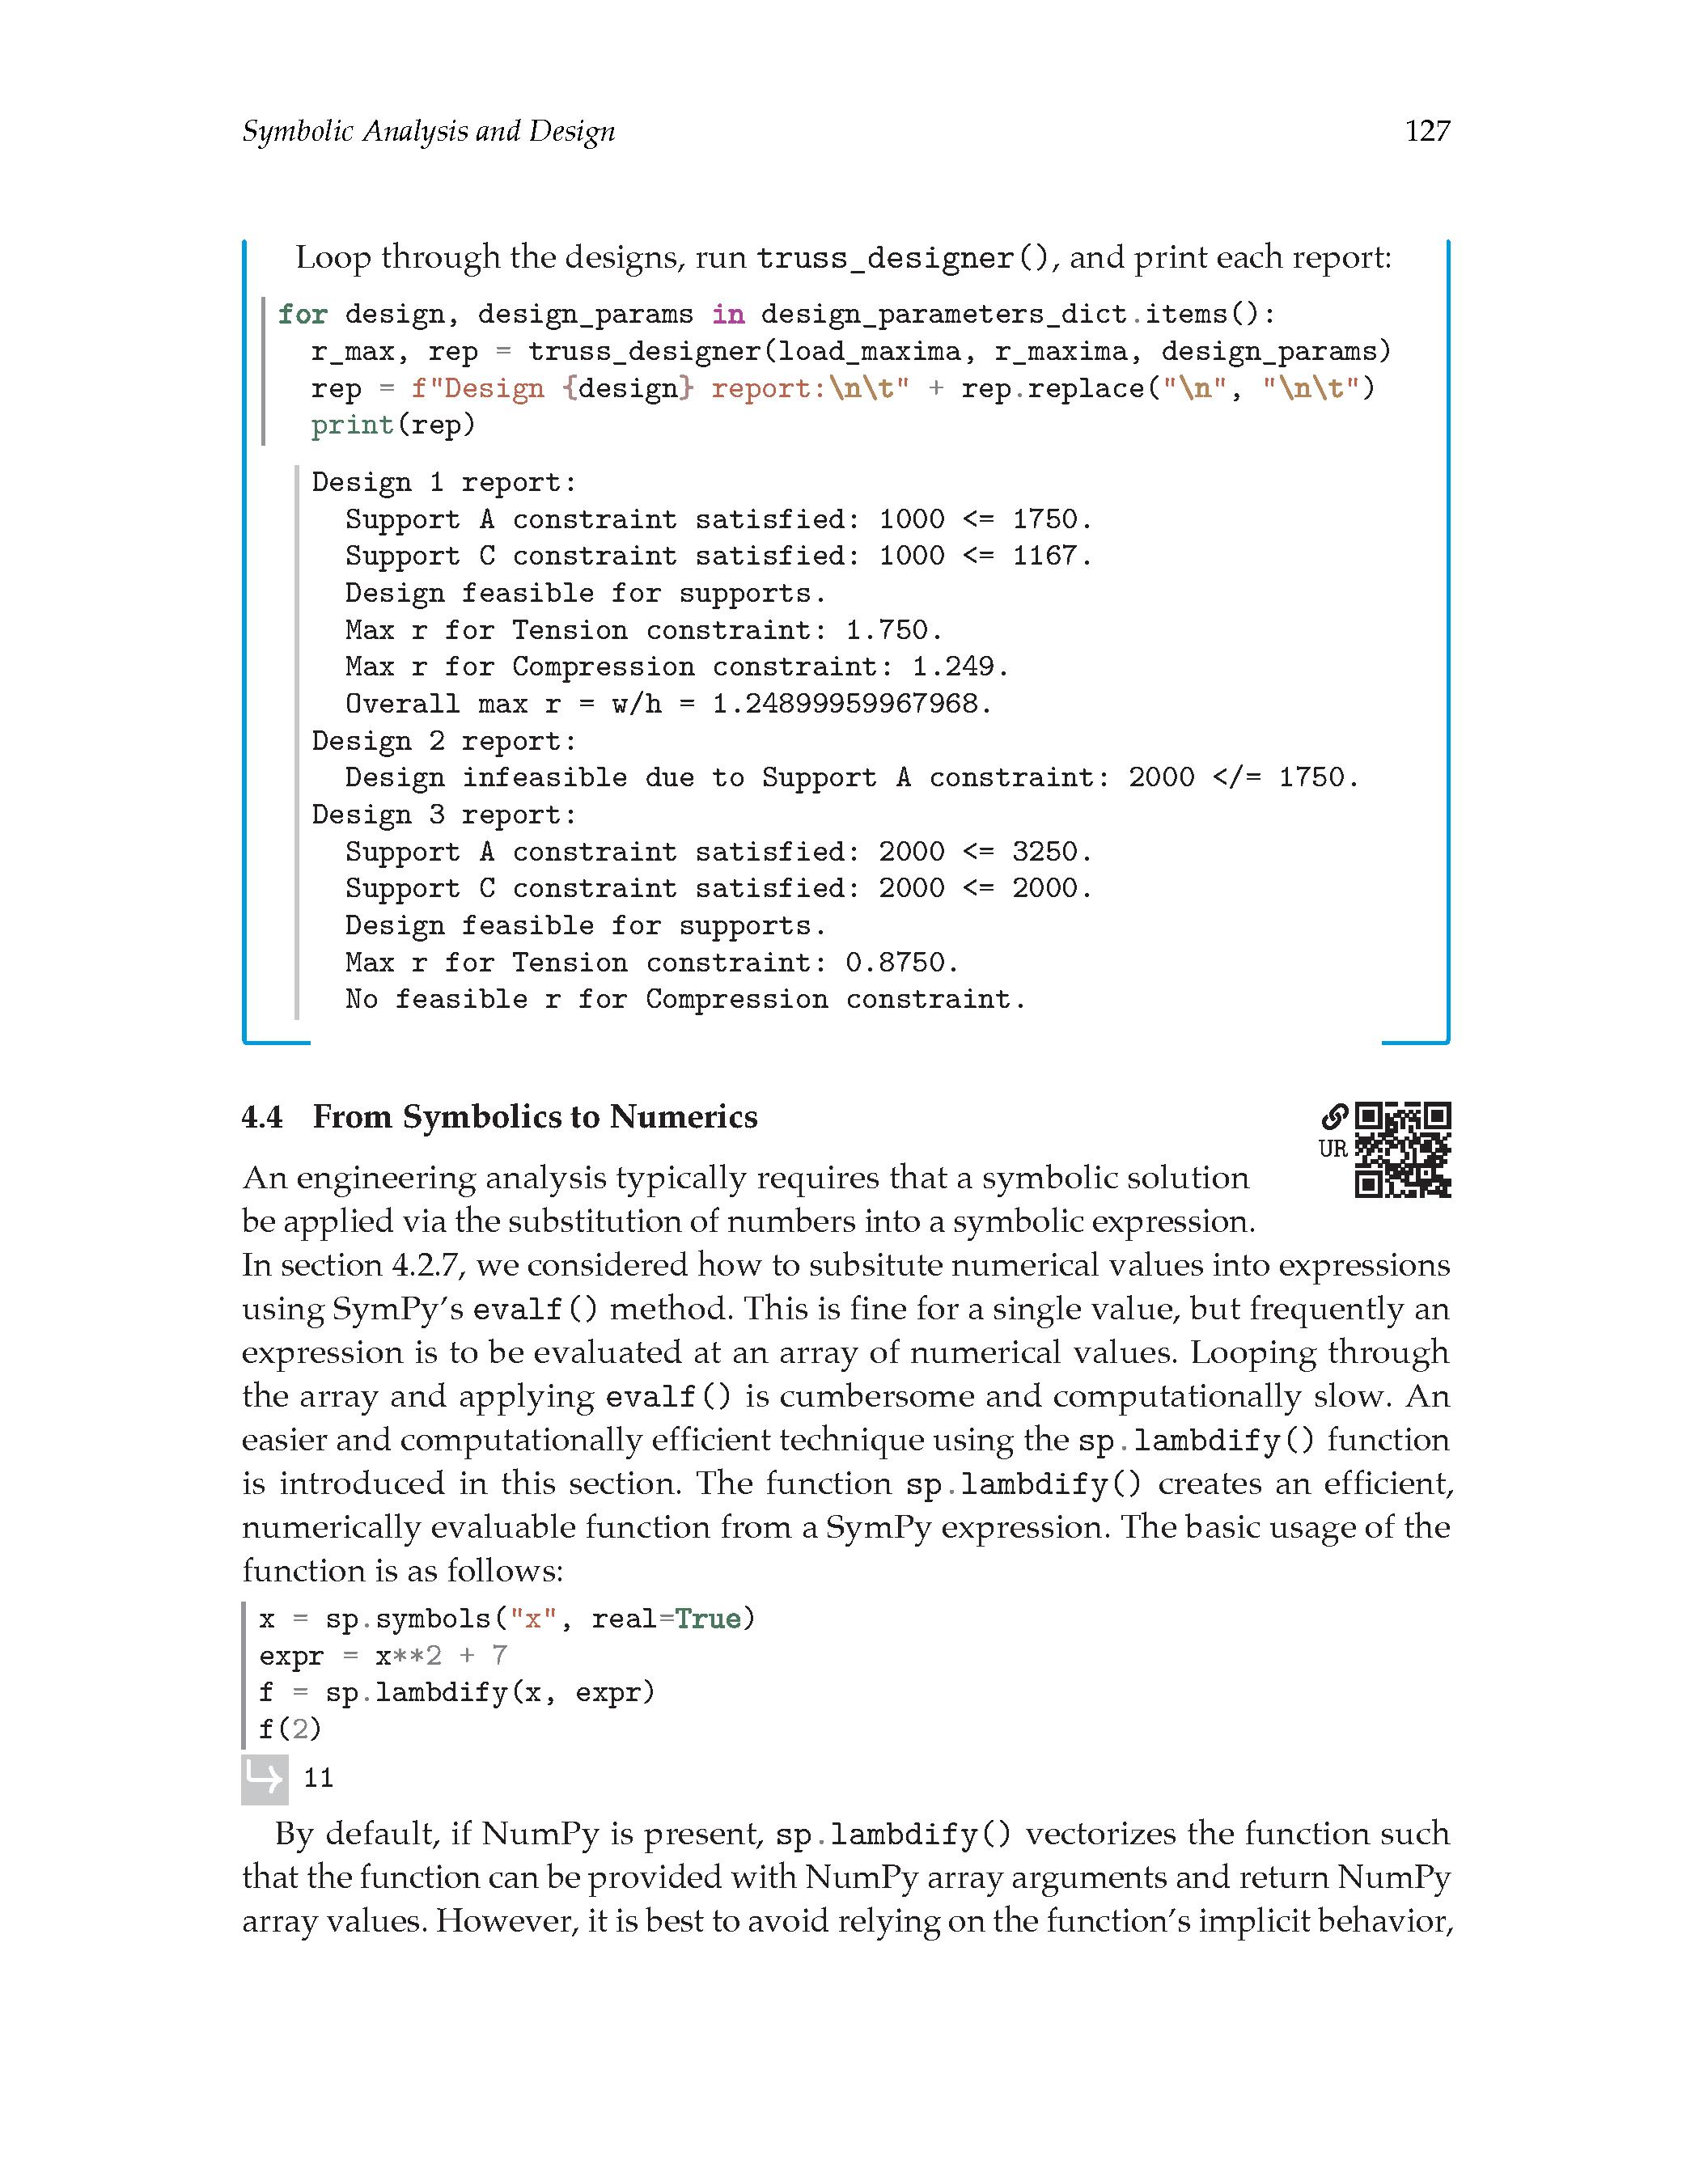 Symbolic Analysis and Design 127
Loop through the designs, run truss_designer(), and print each report:
for design, design_params in design_parameters_dict.items():
  r_max, rep = truss_designer(load_maxima, r_maxima, design_params)
  rep = f"Design {design} report:\n\t" + rep.replace("\n", "\n\t")
  print(rep)
Design 1 report:
  Support A constraint satisfied: 1000 <= 1750.
  Support C constraint satisfied: 1000 <= 1167.
  Design feasible for supports.
  Max r for Tension constraint: 1.750.
  Max r for Compression constraint: 1.249.
  Overall max r = w/h = 1.24899959967968.
Design 2 report:
  Design infeasible due to Support A constraint: 2000 </= 1750.
Design 3 report:
  Support A constraint satisfied: 2000 <= 3250.
  Support C constraint satisfied: 2000 <= 2000.
  Design feasible for supports.
  Max r for Tension constraint: 0.8750.
  No feasible r for Compression constraint.
4.4 From Symbolics to Numerics
UR
An engineering analysis typically requires that a symbolic solution
be applied via the substitution of numbers into a symbolic expression.
In section 4.2.7, we considered how to subsitute numerical values into expressions
using SymPy's evalf() method. This is fine for a single value, but frequently an
expression is to be evaluated at an array of numerical values. Looping through
the array and applying evalf() is cumbersome and computationally slow. An
easier and computationally efficient technique using the sp.lambdify() function
is introduced in this section. The function sp.lambdify() creates an efficient,
numerically evaluable function from a SymPy expression. The basic usage of the
function is as follows:
x = sp.symbols("x", real=True)
expr = x**2 + 7
f = sp.lambdify(x, expr)
f(2)
11
By default, if NumPy is present, sp.lambdify() vectorizes the function such
that the function can be provided with NumPy array arguments and return NumPy
array values. However, it is best to avoid relying on the function's implicit behavior,